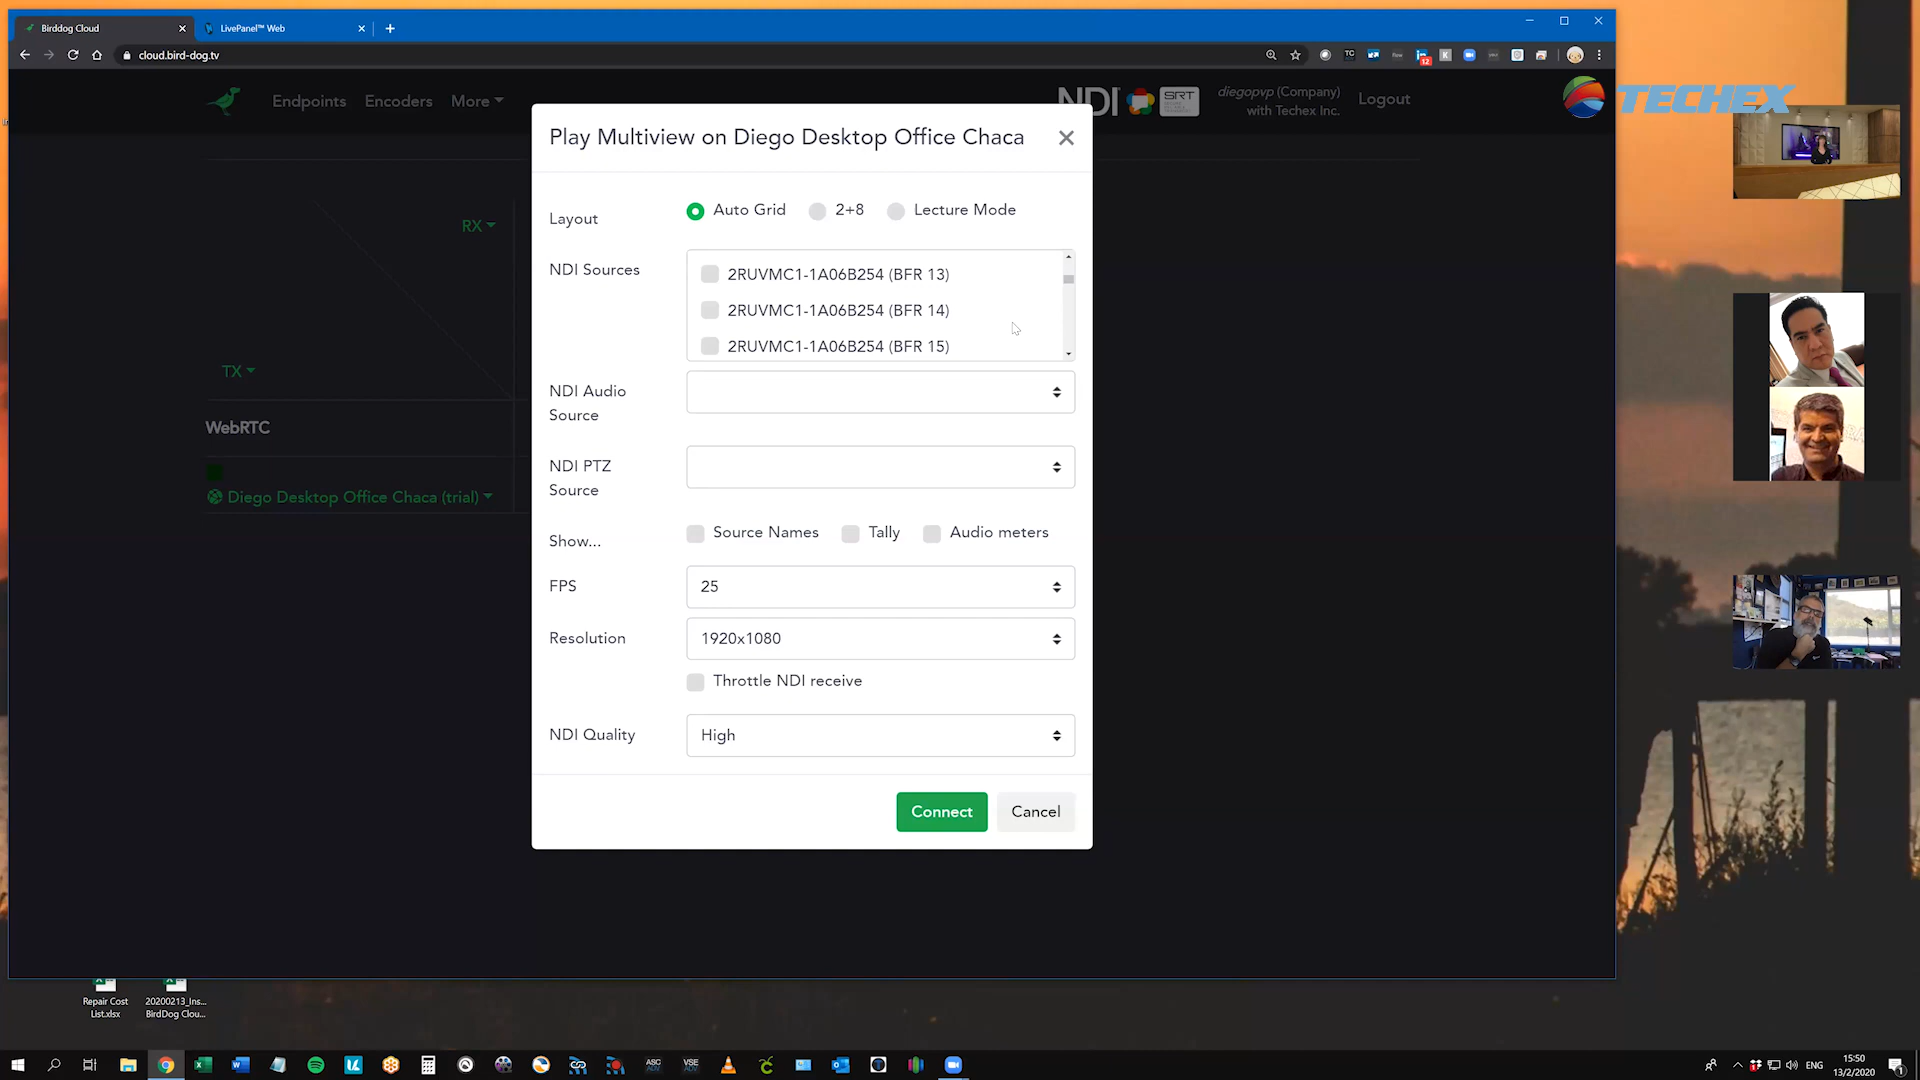 Birddog Cloud
LivePanel™ Web
cloud.bird-dog.tv
Endpoints
Encoders
More
NDI
SRT
diegopvp (Company)
with Techex Inc.
Logout
TECHEX
Play Multiview on Diego Desktop Office Chaca
Layout
Auto Grid
2+8
Lecture Mode
NDI Sources
2RUVMC1-1A06B254 (BFR 13)
2RUVMC1-1A06B254 (BFR 14)
2RUVMC1-1A06B254 (BFR 15)
NDI Audio
Source
NDI PTZ
Source
Show...
Source Names
Tally
Audio meters
FPS
25
Resolution
1920x1080
Throttle NDI receive
NDI Quality
High
Connect
Cancel
RX
TX
WebRTC
Diego Desktop Office Chaca (trial)
Repair Cost
List.xlsx
20200213_Ins...
BirdDog Clou...
ASC
VSE
ENG
15:50
13/2/2020